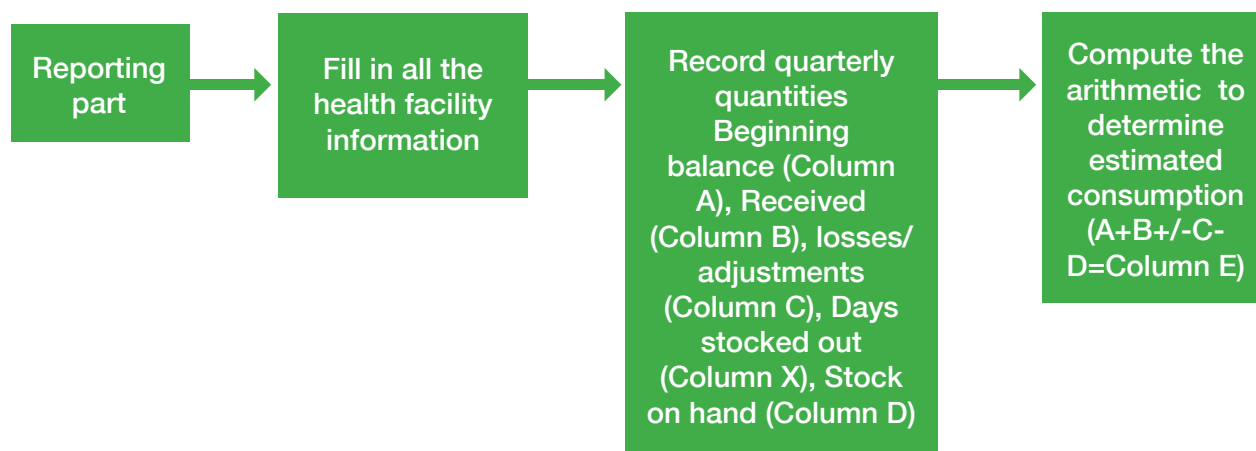 Reporting
part
Fill in all the
health facility
information
Record quarterly
quantities
Beginning
balance (Column
A), Received
(Column B), losses/
adjustments
(Column C), Days
stocked out
(Column X), Stock
on hand (Column D)
Compute the
arithmetic to
determine
estimated
consumption
(A+B+/-C-
D=Column E)